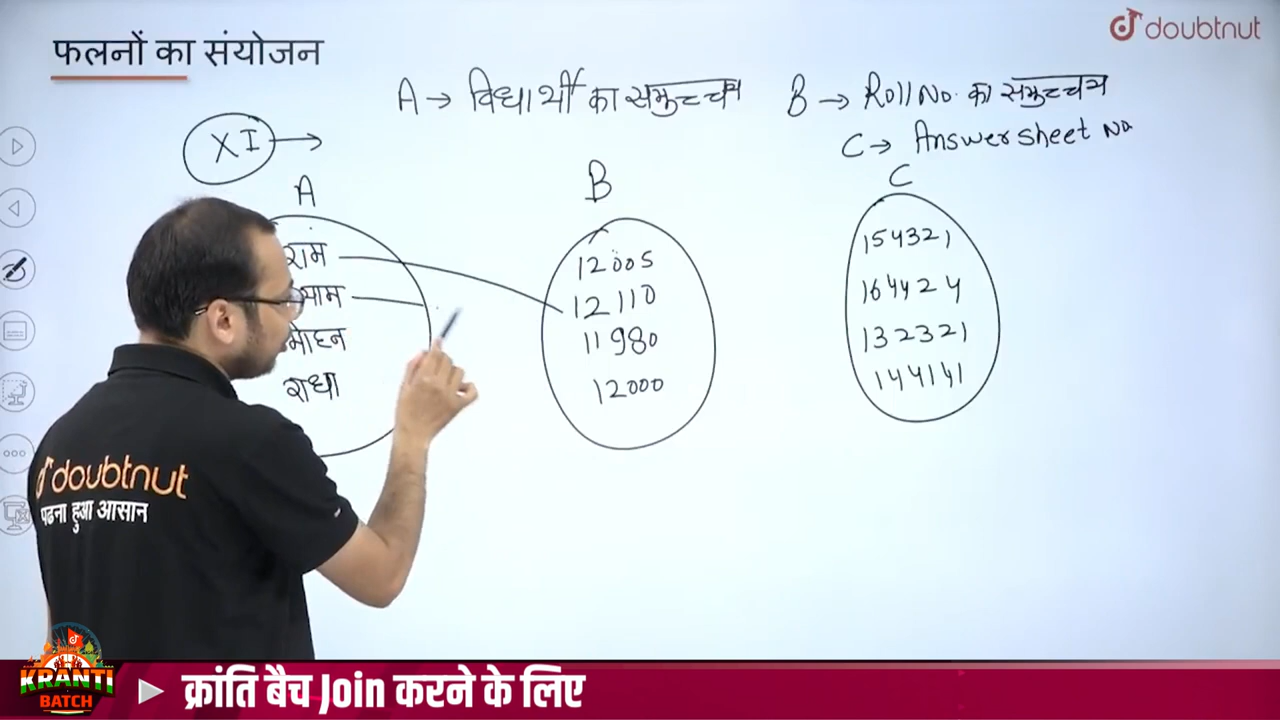 फलनों का संयोजन
doubtnut
A → विधार्थी का समुच्चय
B → Roll No. का समुच्चय
C → Answer sheet No
XI →
A
B
C
राम
श्याम
मोहन
राधा
12005
12110
11980
12000
154321
164424
132321
144141
doubtnut
पढना हुआ आसान
KRANTI
BATCH
क्रांति बैच Join करने के लिए